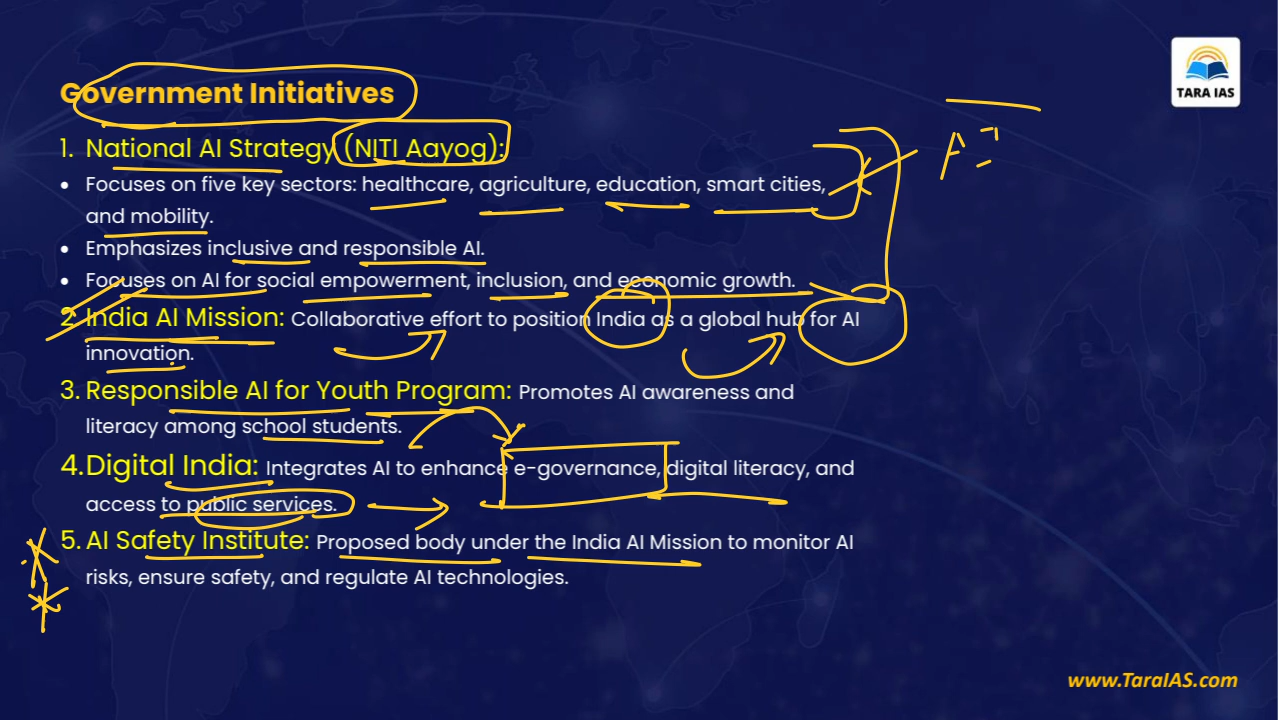 Government Initiatives
TARA IAS
1. National AI Strategy (NITI Aayog):
• Focuses on five key sectors: healthcare, agriculture, education, smart cities,
and mobility.
• Emphasizes inclusive and responsible AI.
• Focuses on AI for social empowerment, inclusion, and economic growth.
2. India AI Mission: Collaborative effort to position India as a global hub for AI
innovation.
3. Responsible AI for Youth Program: Promotes AI awareness and
literacy among school students.
4. Digital India: Integrates AI to enhance e-governance, digital literacy, and
access to public services.
5. AI Safety Institute: Proposed body under the India AI Mission to monitor AI
risks, ensure safety, and regulate AI technologies.
www.TaraIAS.com